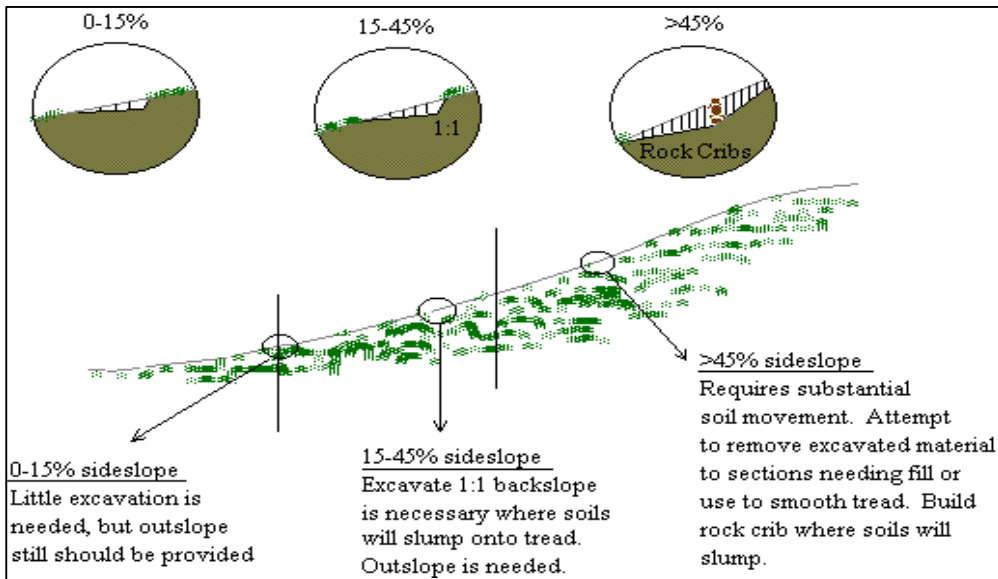 0-15%
15-45%
>45%
1:1
Rock Cribs
0-15% sideslope
Little excavation is
needed, but outslope
still should be provided
15-45% sideslope
Excavate 1:1 backslope
is necessary where soils
will slump onto tread.
Outslope is needed.
>45% sideslope
Requires substantial
soil movement. Attempt
to remove excavated material
to sections needing fill or
use to smooth tread. Build
rock crib where soils will
slump.